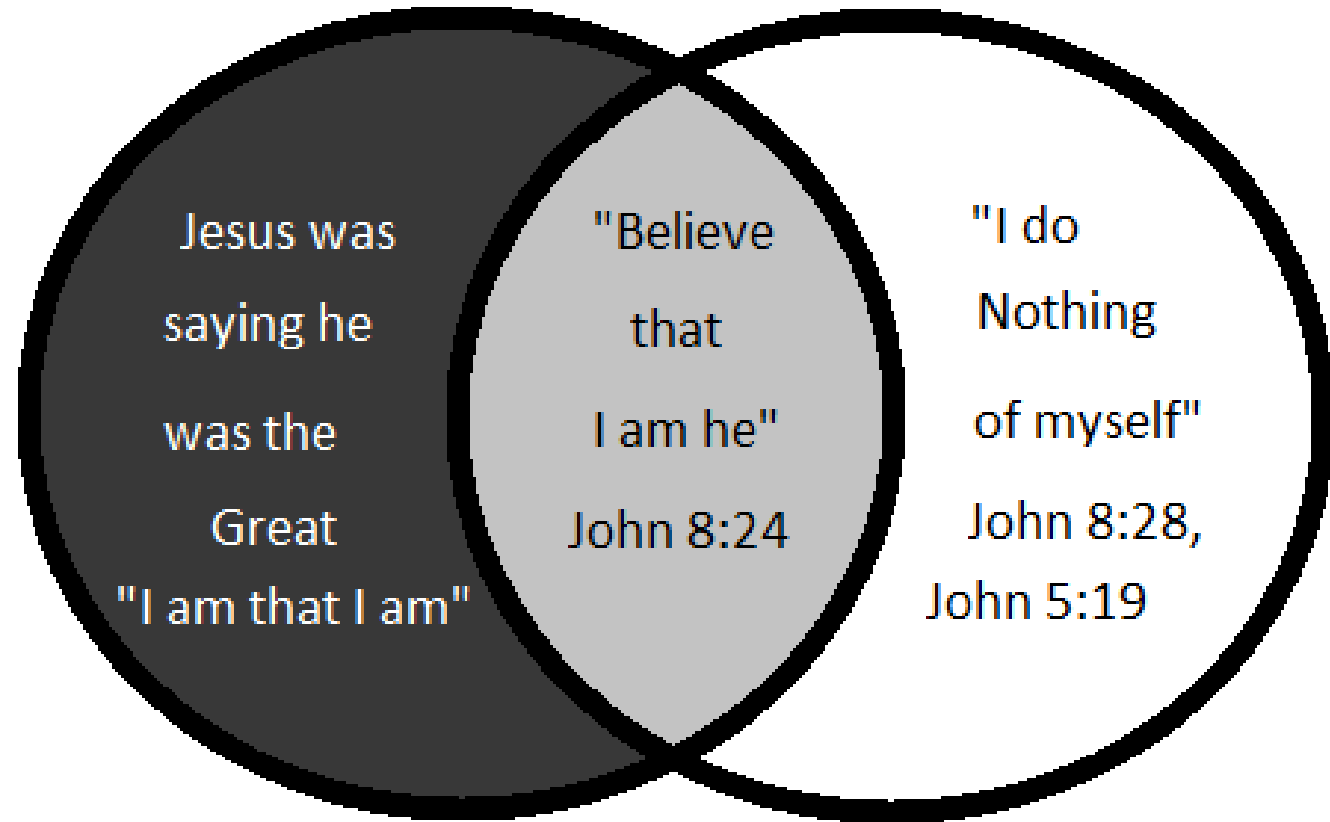 Jesus was
saying he
was the
Great
"I am that I am"
"Believe
that
I am he"
John 8:24
"I do
Nothing
of myself"
John 8:28,
John 5:19